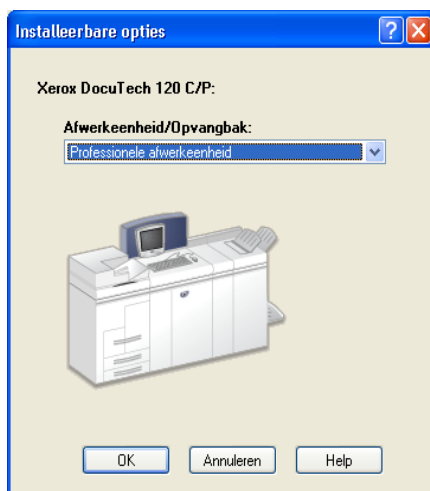 Installeerbare opties
Xerox DocuTech 120 C/P:
Afwerkeenheid/Opvangbak:
Professionele afwerkeenheid
OK Annuleren Help